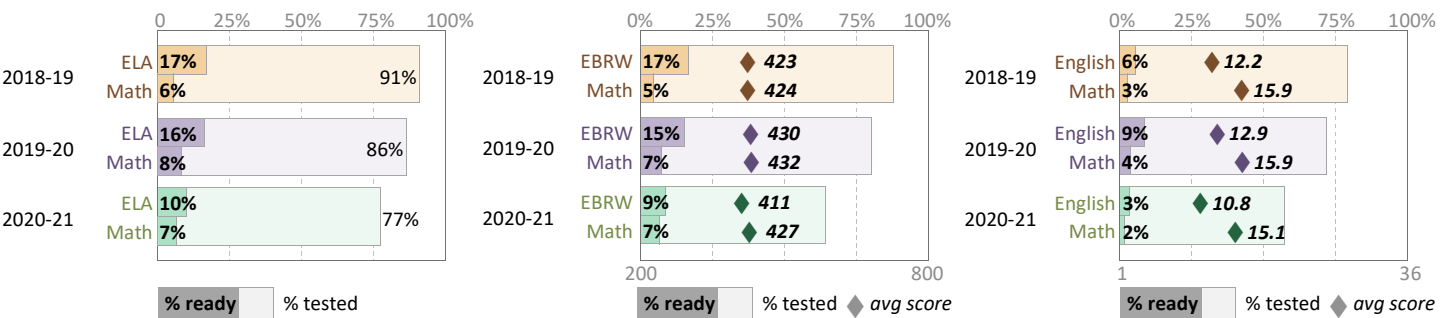 0 25% 50% 75% 100%
2018-19
ELA 17%
Math 6%
91%
2019-20
ELA 16%
Math 8%
86%
2020-21
ELA 10%
Math 7%
77%
% ready % tested
0% 25% 50% 75% 100%
2018-19
EBRW 17% 423
Math 5% 424
2019-20
EBRW 15% 430
Math 7% 432
2020-21
EBRW 9% 411
Math 7% 427
200 800
% ready % tested avg score
0% 25% 50% 75% 100%
2018-19
English 6% 12.2
Math 3% 15.9
2019-20
English 9% 12.9
Math 4% 15.9
2020-21
English 3% 10.8
Math 2% 15.1
1 36
% ready % tested avg score